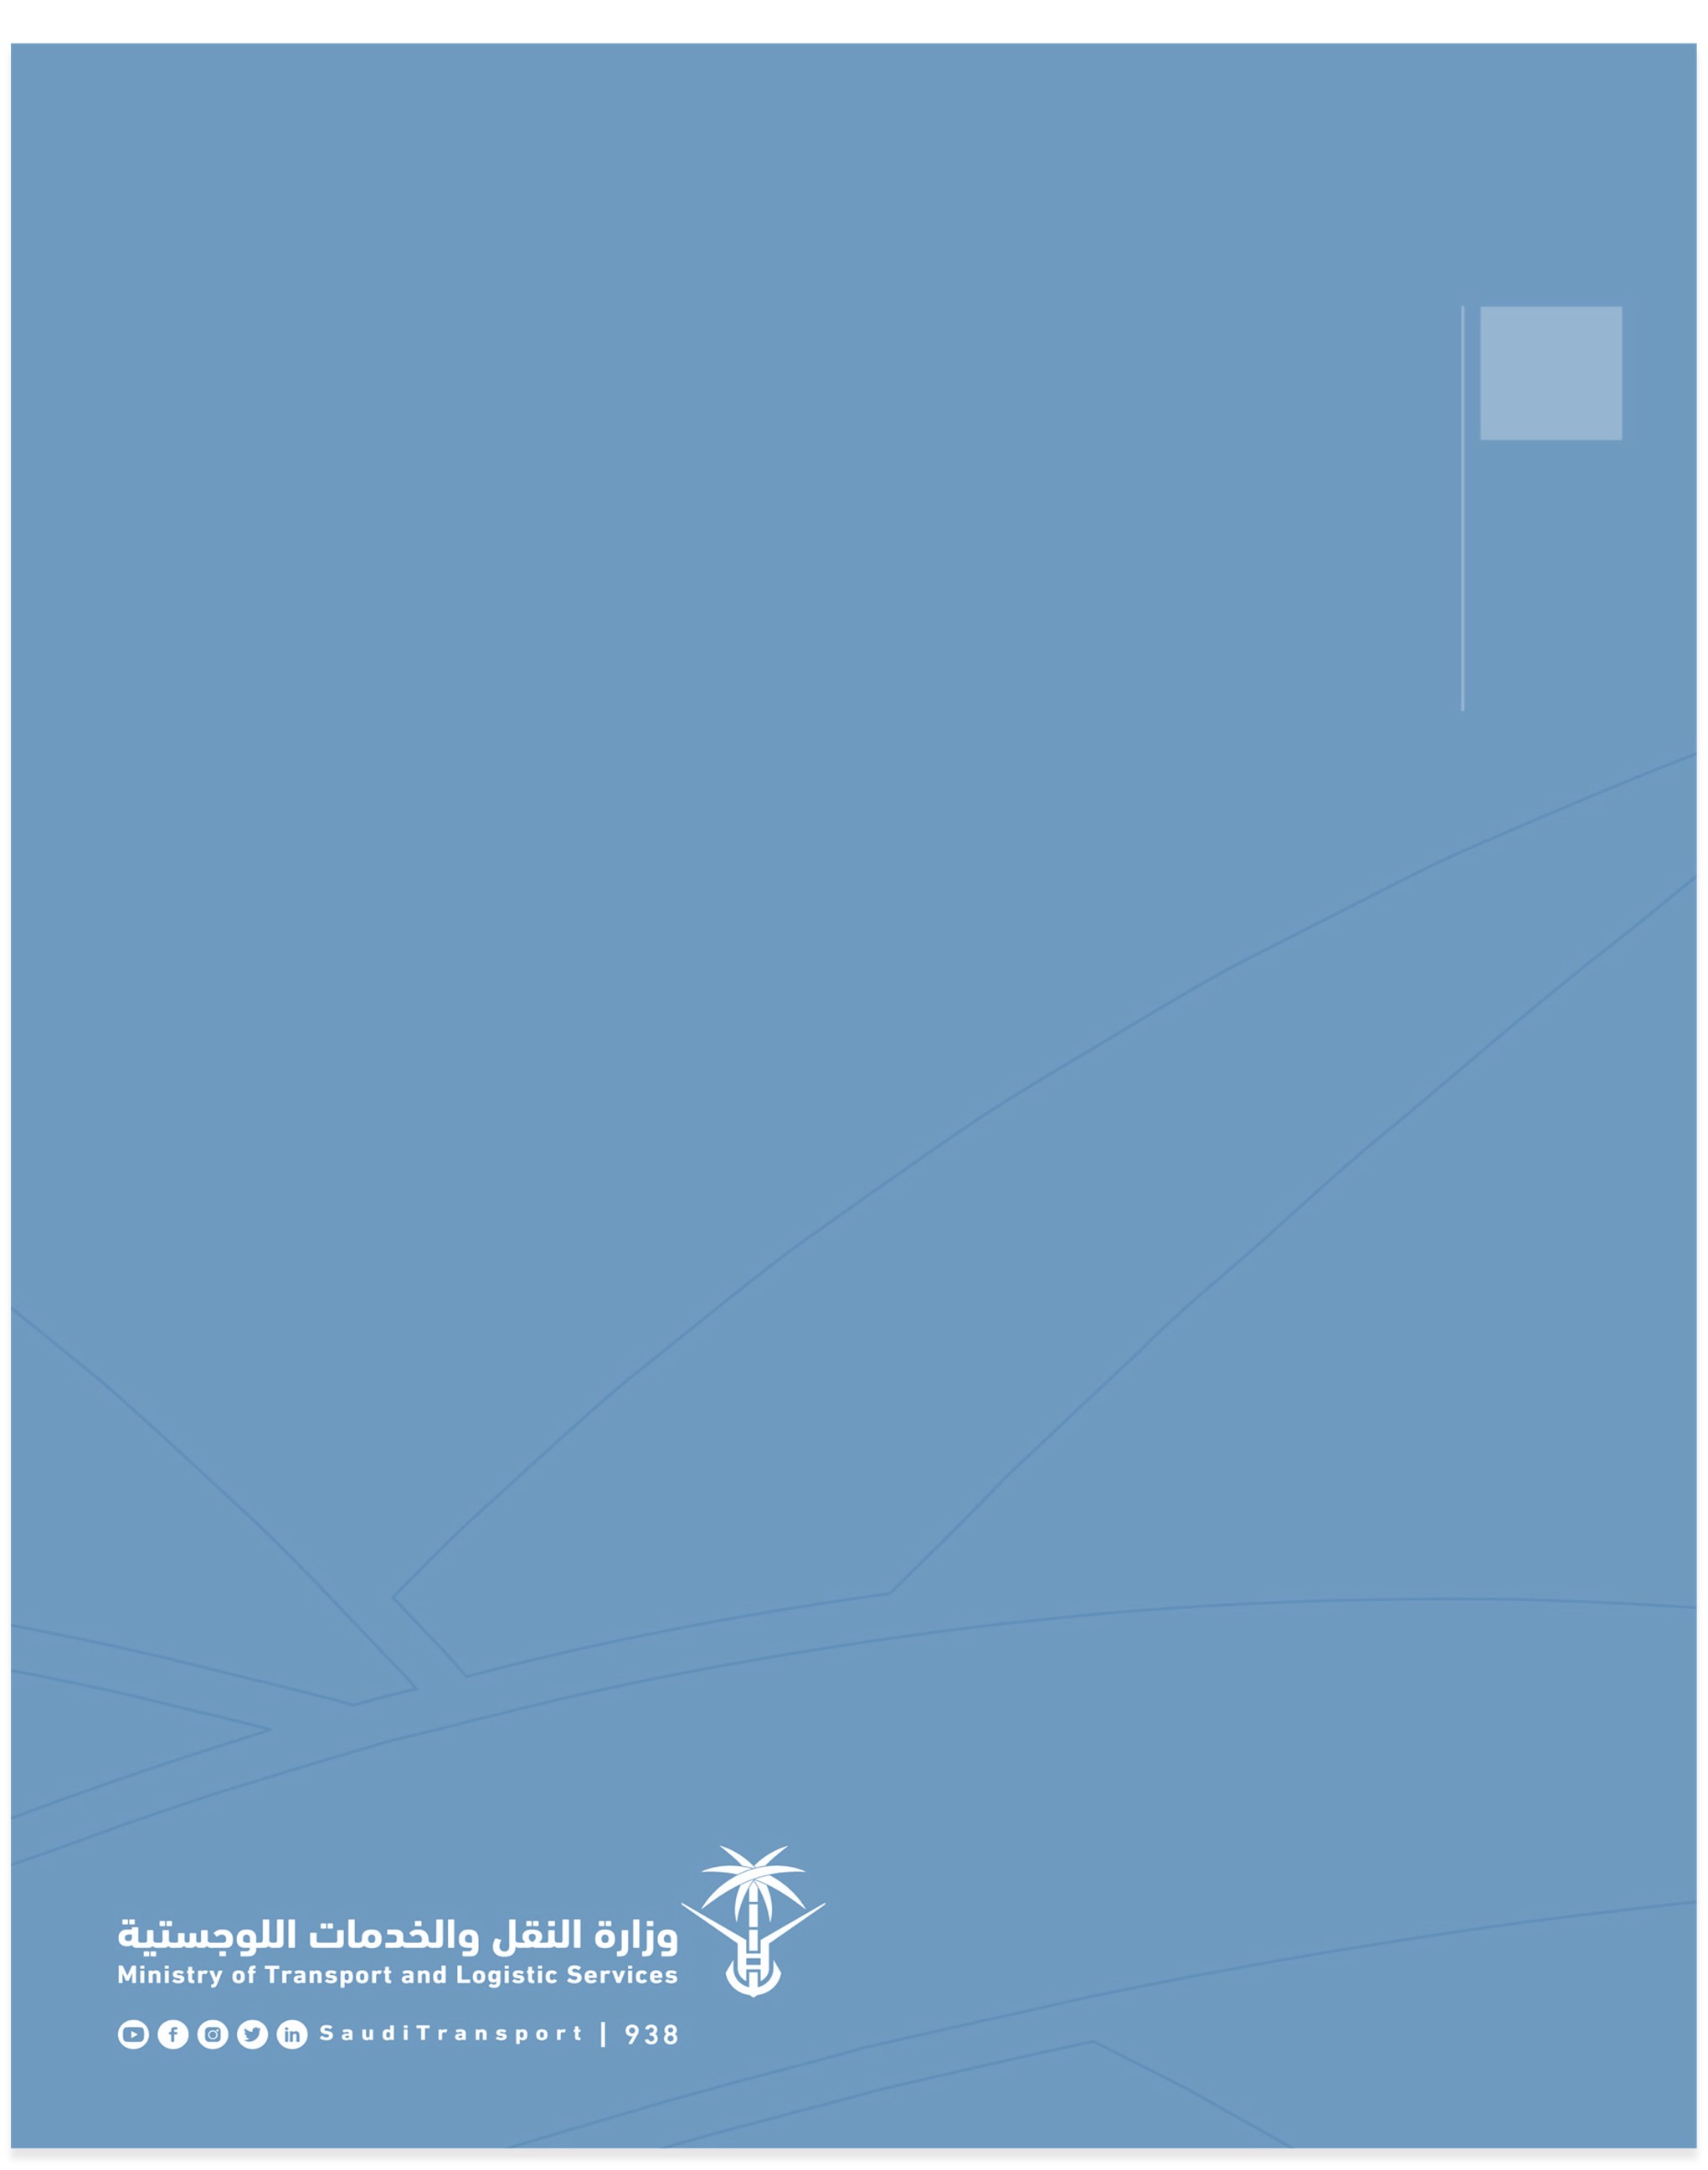 وزارة النقل والخدمات اللوجستية
Ministry of Transport and Logistic Services
SaudiTransport | 938